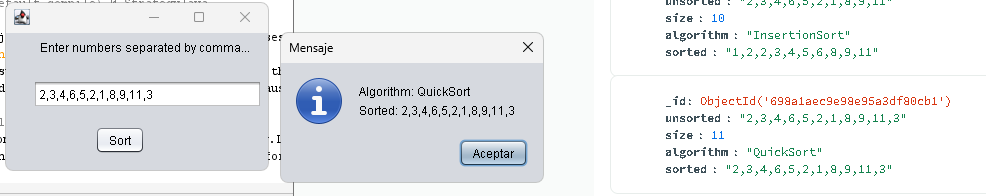 Enter numbers separated by comma...
2,3,4,6,5,2,1,8,9,11,3
Sort
Mensaje
Algorithm: QuickSort
Sorted: 2,3,4,6,5,2,1,8,9,11,3
Aceptar
unsorted : "2,3,4,6,5,2,1,8,9,11"
size : 10
algorithm : "InsertionSort"
sorted : "1,2,2,3,4,5,6,8,9,11"
_id: ObjectId('698a1aec9e98e95a3df80cb1')
unsorted : "2,3,4,6,5,2,1,8,9,11,3"
size : 11
algorithm : "QuickSort"
sorted : "2,3,4,6,5,2,1,8,9,11,3"